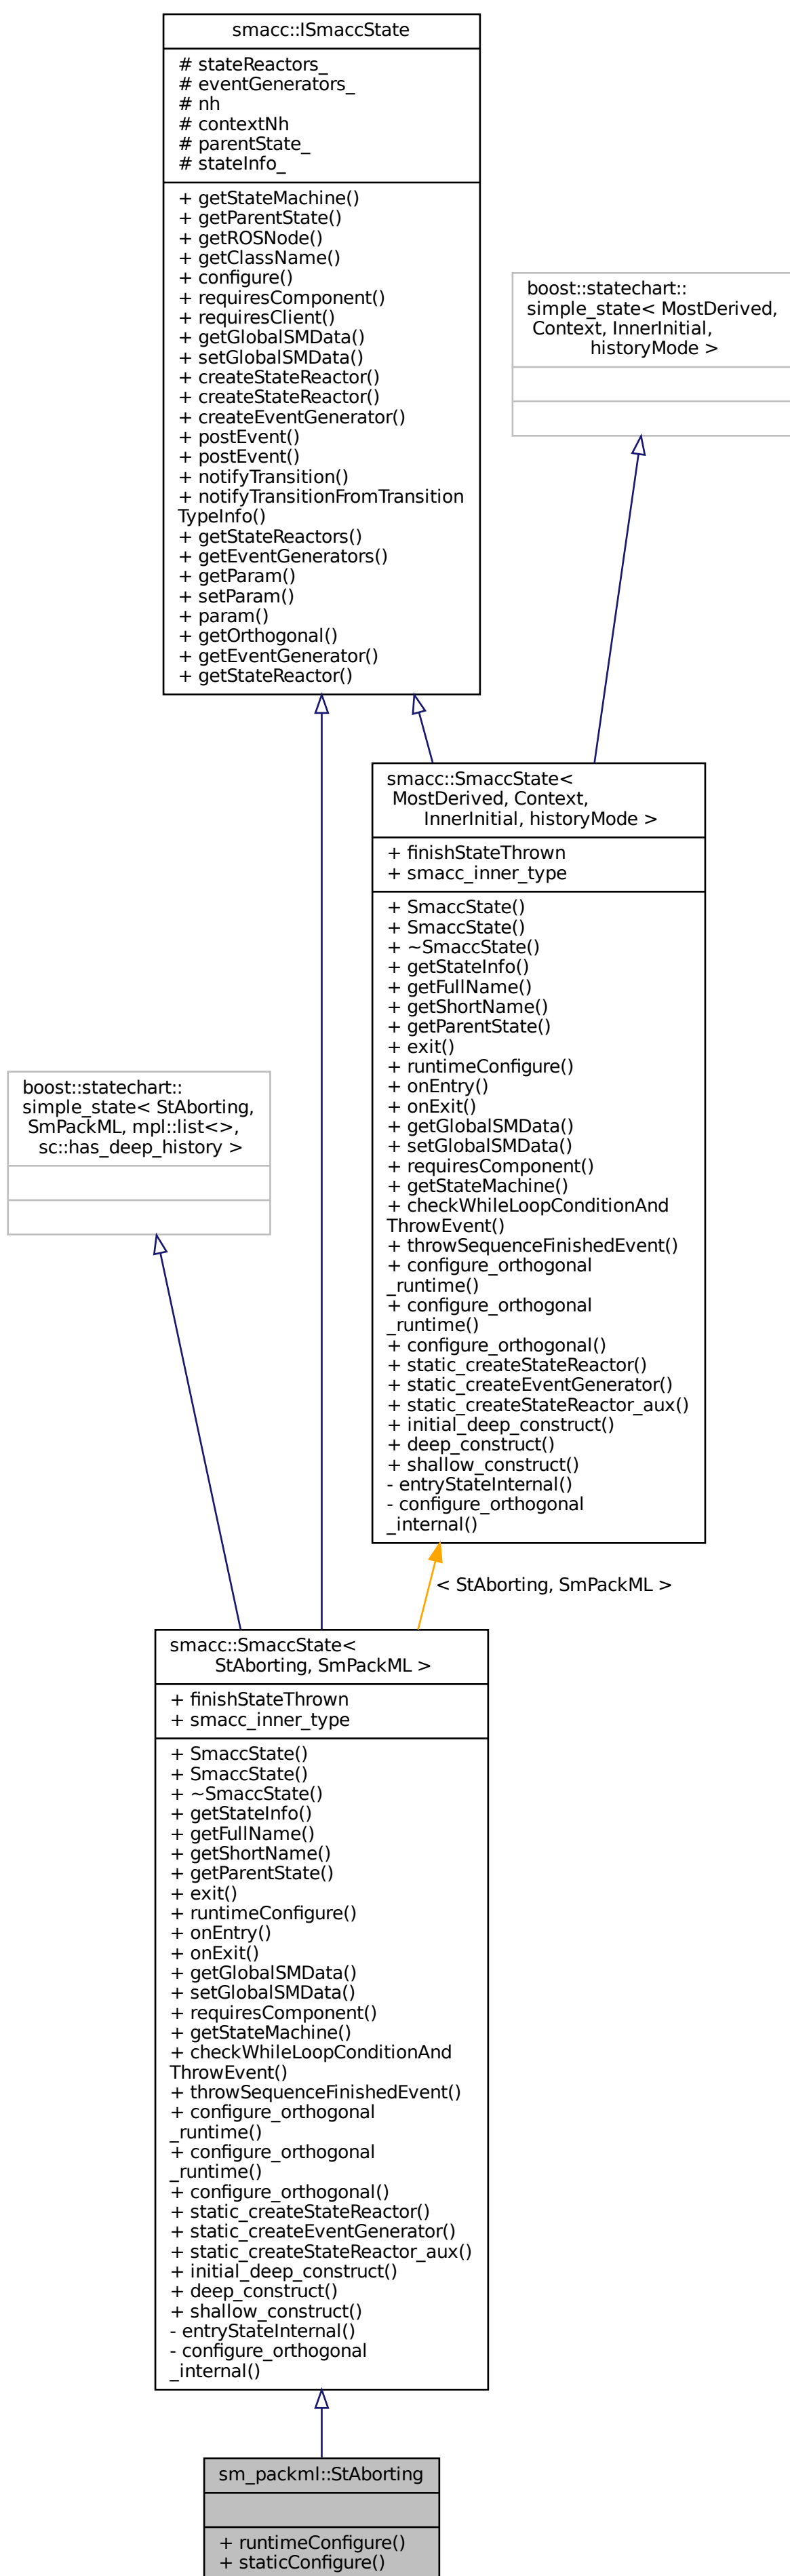 smacc::ISmaccState
# stateReactors_
# eventGenerators_
# nh
# contextNh
# parentState_
# stateInfo_
+ getStateMachine()
+ getParentState()
+ getROSNode()
+ getClassName()
+ configure()
+ requiresComponent()
+ requiresClient()
+ getGlobalSMData()
+ setGlobalSMData()
+ createStateReactor()
+ createStateReactor()
+ createEventGenerator()
+ postEvent()
+ postEvent()
+ notifyTransition()
+ notifyTransitionFromTransition
TypeInfo()
+ getStateReactors()
+ getEventGenerators()
+ getParam()
+ setParam()
+ param()
+ getOrthogonal()
+ getEventGenerator()
+ getStateReactor()
boost::statechart::
simple_state< MostDerived,
Context, InnerInitial,
historyMode >
smacc::SmaccState<
MostDerived, Context,
InnerInitial, historyMode >
+ finishStateThrown
+ smacc_inner_type
+ SmaccState()
+ SmaccState()
+ ~SmaccState()
+ getStateInfo()
+ getFullName()
+ getShortName()
+ getParentState()
+ exit()
+ runtimeConfigure()
+ onEntry()
+ onExit()
+ getGlobalSMData()
+ setGlobalSMData()
+ requiresComponent()
+ getStateMachine()
+ checkWhileLoopConditionAnd
ThrowEvent()
+ throwSequenceFinishedEvent()
+ configure_orthogonal
_runtime()
+ configure_orthogonal
_runtime()
+ configure_orthogonal()
+ static_createStateReactor()
+ static_createEventGenerator()
+ static_createStateReactor_aux()
+ initial_deep_construct()
+ deep_construct()
+ shallow_construct()
- entryStateInternal()
- configure_orthogonal
_internal()
boost::statechart::
simple_state< StAborting,
SmPackML, mpl::list<>,
sc::has_deep_history >
< StAborting, SmPackML >
smacc::SmaccState<
StAborting, SmPackML >
+ finishStateThrown
+ smacc_inner_type
+ SmaccState()
+ SmaccState()
+ ~SmaccState()
+ getStateInfo()
+ getFullName()
+ getShortName()
+ getParentState()
+ exit()
+ runtimeConfigure()
+ onEntry()
+ onExit()
+ getGlobalSMData()
+ setGlobalSMData()
+ requiresComponent()
+ getStateMachine()
+ checkWhileLoopConditionAnd
ThrowEvent()
+ throwSequenceFinishedEvent()
+ configure_orthogonal
_runtime()
+ configure_orthogonal
_runtime()
+ configure_orthogonal()
+ static_createStateReactor()
+ static_createEventGenerator()
+ static_createStateReactor_aux()
+ initial_deep_construct()
+ deep_construct()
+ shallow_construct()
- entryStateInternal()
- configure_orthogonal
_internal()
sm_packml::StAborting
+ runtimeConfigure()
+ staticConfigure()